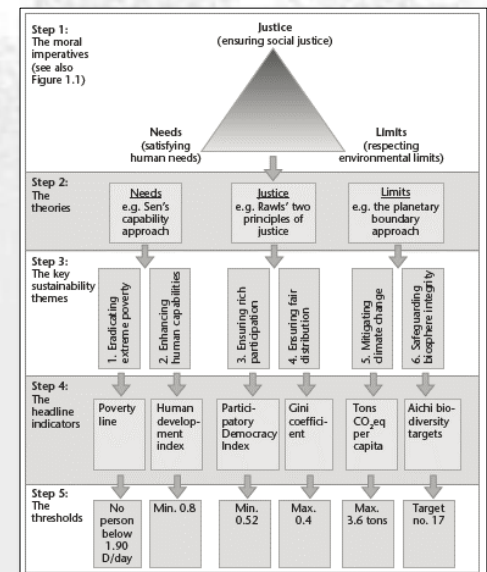 Step 1:
The moral
imperatives
(see also
Figure 1.1)
Justice
(ensuring social justice)
Needs
(satisfying
human needs)
Limits
(respecting
environmental limits)
Step 2:
The
theories
Needs
e.g. Sen's
capability
approach
Justice
e.g. Rawls' two
principles of
justice
Limits
e.g. the planetary
boundary
approach
Step 3:
The key
sustainability
themes
1. Eradicating
extreme poverty
2. Enhancing
human capabilities
3. Ensuring rich
participation
4. Ensuring fair
distribution
5. Mitigating
climate change
6. Safeguarding
biosphere integrity
Step 4:
The
headline
indicators
Poverty
line
Human
develop-
ment
index
Partici-
patory
Democracy
Index
Gini
coeffici-
ent
Tons
CO₂eq
per
capita
Aichi bio-
diversity
targets
Step 5:
The
thresholds
No
person
below
1.90
D/day
Min. 0.8
Min.
0.52
Max.
0.4
Max.
3.6 tons
Target
no. 17